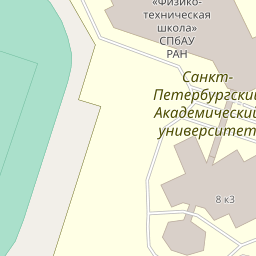 «Физико-
техническая
школа»
СПбАУ
РАН
Санкт-
Петербургский
Академический
университет
8 к3